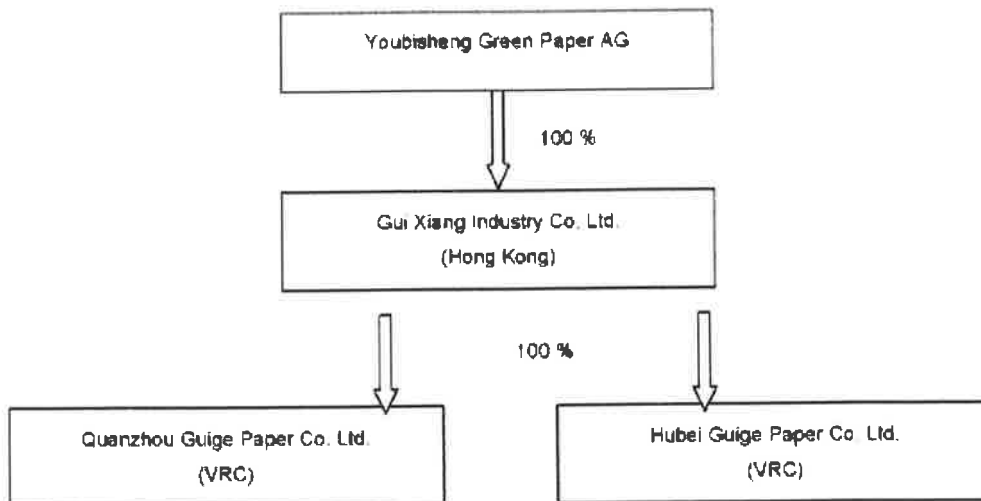 Youbisheng Green Paper AG
100 %
Gui Xiang Industry Co. Ltd.
(Hong Kong)
100 %
Quanzhou Guige Paper Co. Ltd.
(VRC)
Hubei Guige Paper Co. Ltd.
(VRC)